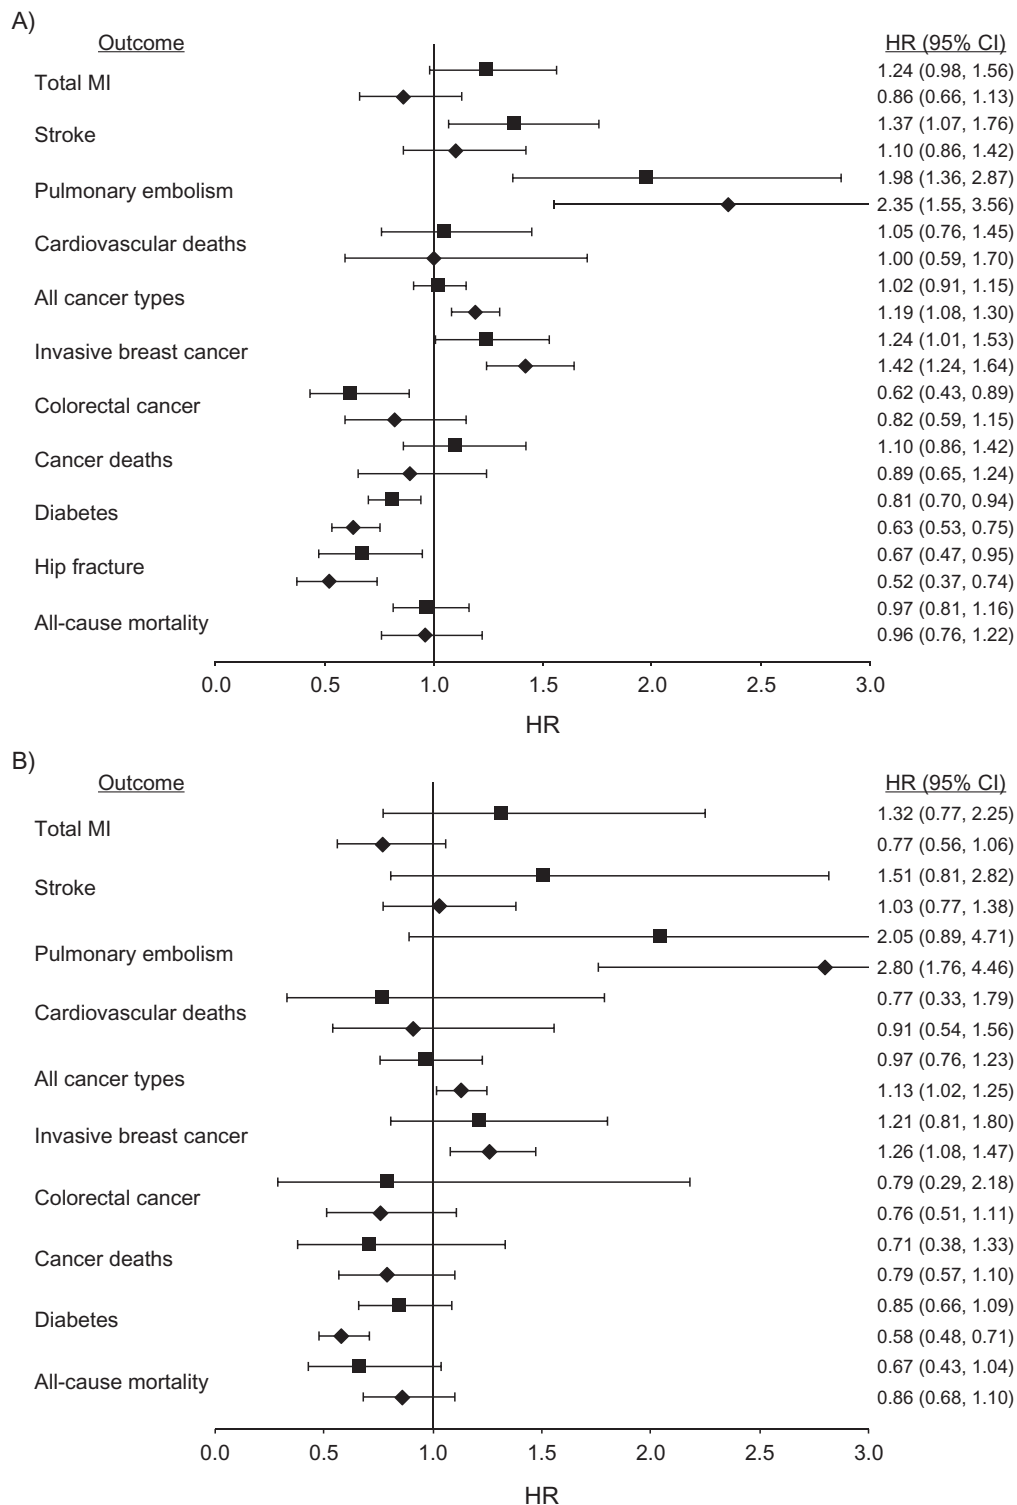 A)
Outcome HR (95% CI)
Total MI 1.24 (0.98, 1.56)
0.86 (0.66, 1.13)
Stroke 1.37 (1.07, 1.76)
1.10 (0.86, 1.42)
Pulmonary embolism 1.98 (1.36, 2.87)
2.35 (1.55, 3.56)
Cardiovascular deaths 1.05 (0.76, 1.45)
1.00 (0.59, 1.70)
All cancer types 1.02 (0.91, 1.15)
1.19 (1.08, 1.30)
Invasive breast cancer 1.24 (1.01, 1.53)
1.42 (1.24, 1.64)
Colorectal cancer 0.62 (0.43, 0.89)
0.82 (0.59, 1.15)
Cancer deaths 1.10 (0.86, 1.42)
0.89 (0.65, 1.24)
Diabetes 0.81 (0.70, 0.94)
0.63 (0.53, 0.75)
Hip fracture 0.67 (0.47, 0.95)
0.52 (0.37, 0.74)
All-cause mortality 0.97 (0.81, 1.16)
0.96 (0.76, 1.22)
0.0 0.5 1.0 1.5 2.0 2.5 3.0
HR
B)
Outcome HR (95% CI)
Total MI 1.32 (0.77, 2.25)
0.77 (0.56, 1.06)
Stroke 1.51 (0.81, 2.82)
1.03 (0.77, 1.38)
Pulmonary embolism 2.05 (0.89, 4.71)
2.80 (1.76, 4.46)
Cardiovascular deaths 0.77 (0.33, 1.79)
0.91 (0.54, 1.56)
All cancer types 0.97 (0.76, 1.23)
1.13 (1.02, 1.25)
Invasive breast cancer 1.21 (0.81, 1.80)
1.26 (1.08, 1.47)
Colorectal cancer 0.79 (0.29, 2.18)
0.76 (0.51, 1.11)
Cancer deaths 0.71 (0.38, 1.33)
0.79 (0.57, 1.10)
Diabetes 0.85 (0.66, 1.09)
0.58 (0.48, 0.71)
All-cause mortality 0.67 (0.43, 1.04)
0.86 (0.68, 1.10)
0.0 0.5 1.0 1.5 2.0 2.5 3.0
HR